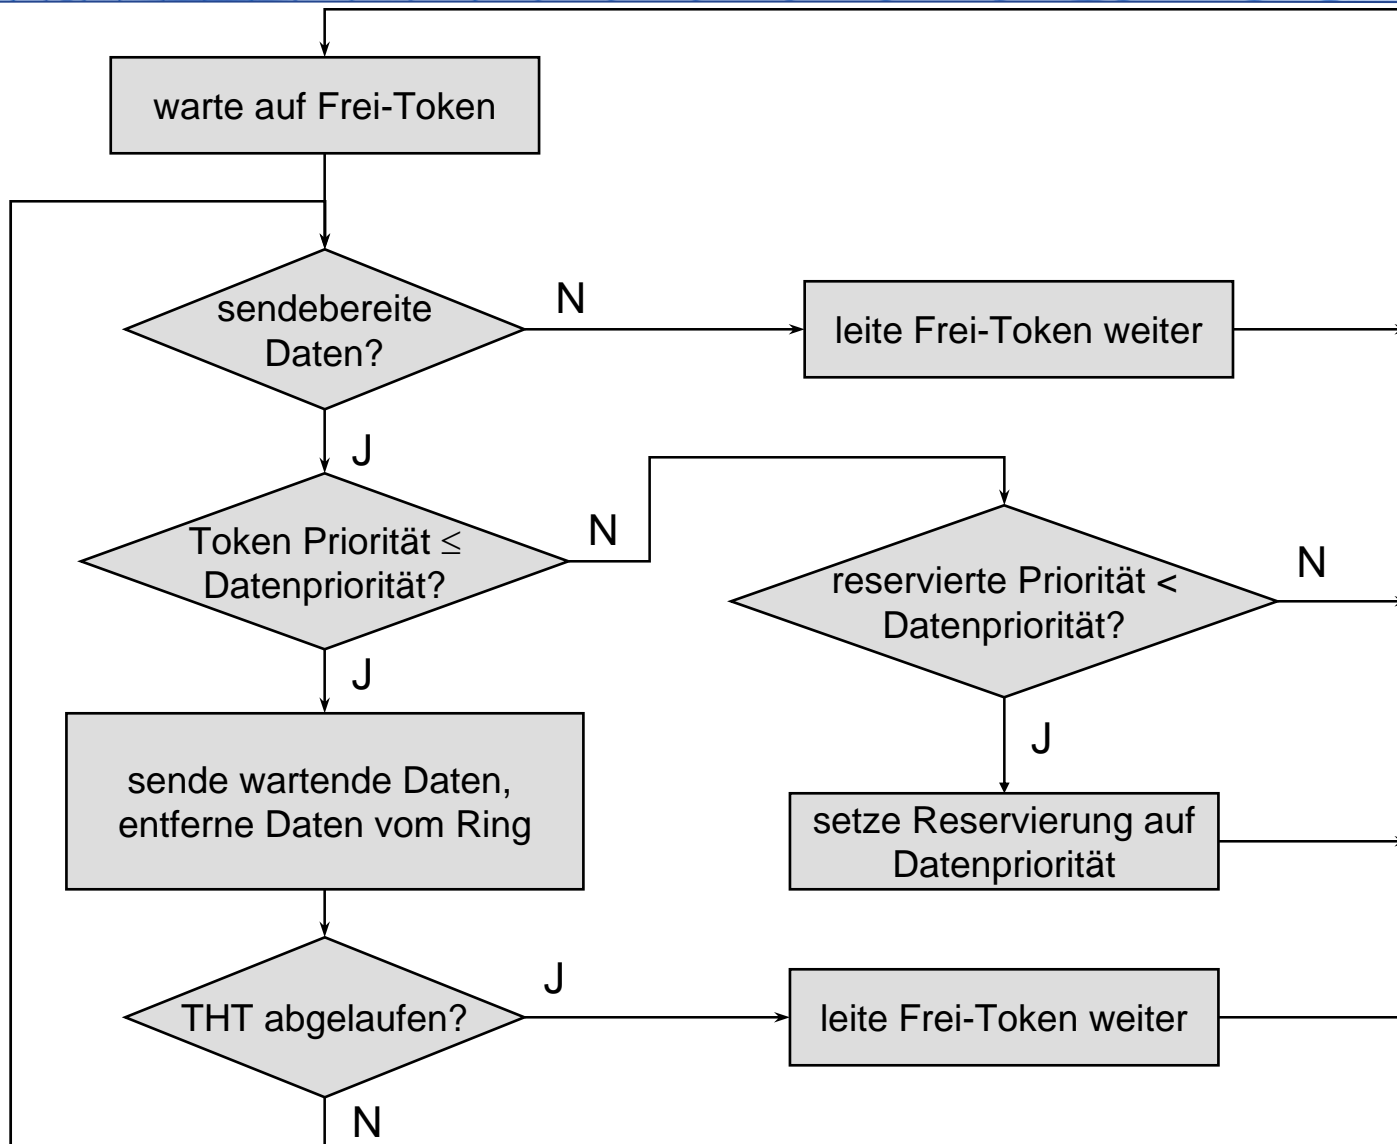 warte auf Frei-Token
sendebereite
Daten?
N
leite Frei-Token weiter
J
Token Priorität ≤
Datenpriorität?
N
reservierte Priorität <
Datenpriorität?
N
J
J
sende wartende Daten,
entferne Daten vom Ring
setze Reservierung auf
Datenpriorität
THT abgelaufen?
J
leite Frei-Token weiter
N